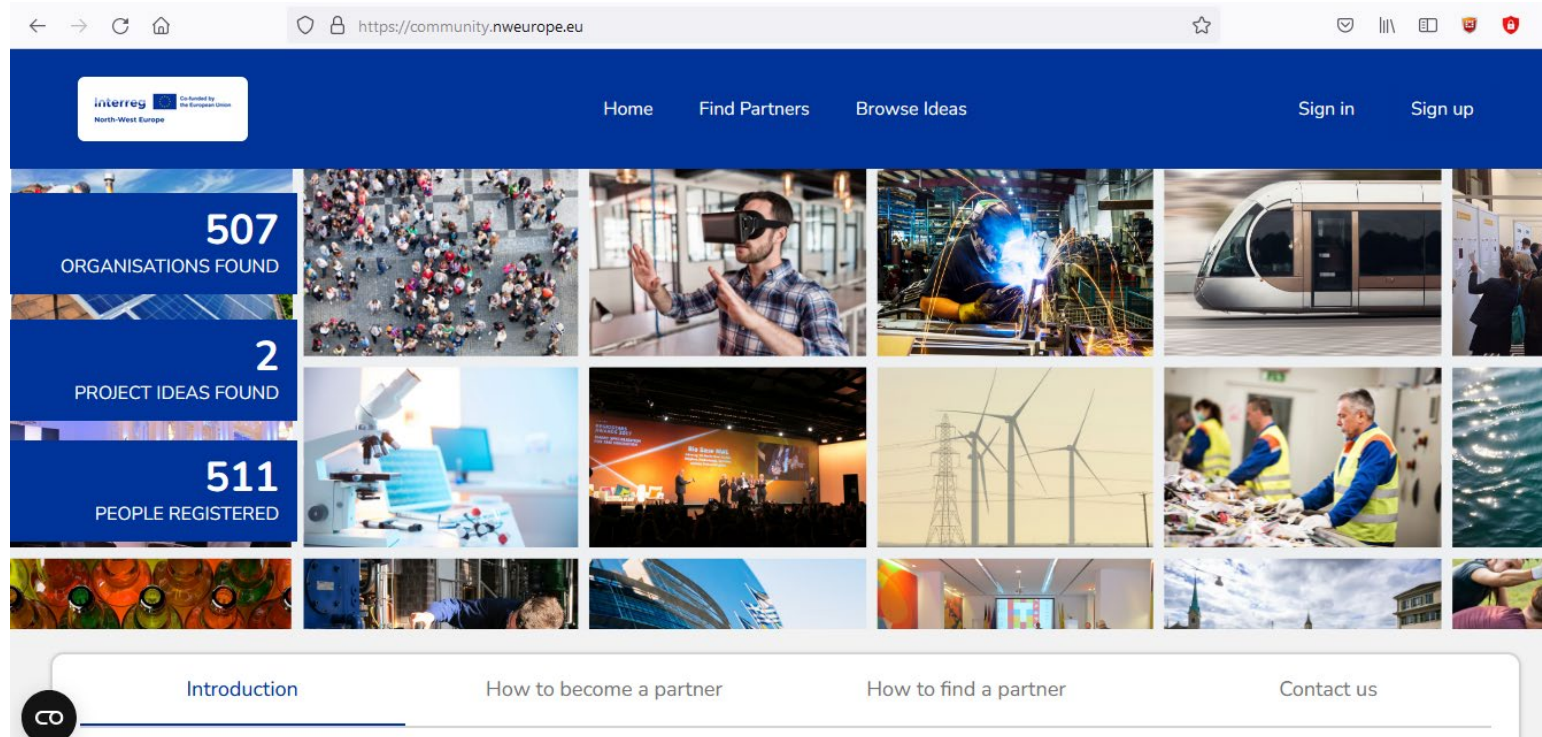 https://community.nweurope.eu
Interreg
Co-funded by
the European Union
North-West Europe
Home Find Partners Browse Ideas
Sign in Sign up
507
ORGANISATIONS FOUND
2
PROJECT IDEAS FOUND
511
PEOPLE REGISTERED
Introduction How to become a partner How to find a partner Contact us